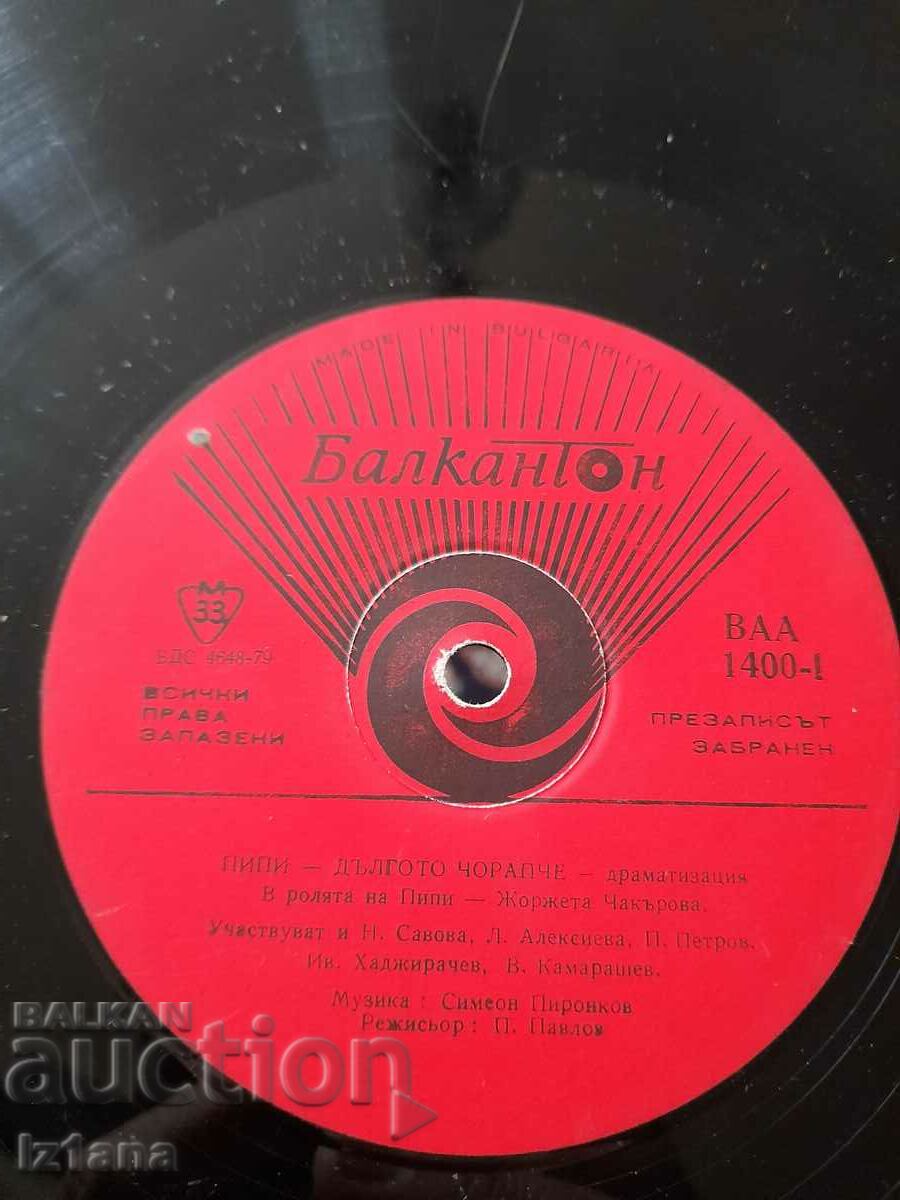 MADE IN BULGARIA
Балкантон
М
33
БДС 4648-79
ВСИЧКИ
ПРАВА
ЗАПАЗЕНИ
ВАА
1400-I
ПРЕЗАПИСЪТ
ЗАБРАНЕН
ПИПИ — ДЪЛГОТО ЧОРАПЧЕ — драматизация
В ролята на Пипи — Жоржета Чакърова.
Участвуват и Н. Савова, Л. Алексиева, П. Петров.
Ив. Хаджирачев, В. Камарашев.
Музика : Симеон Пиронков
Режисьор : П. Павлов
BALKAN
auction
iz1ana